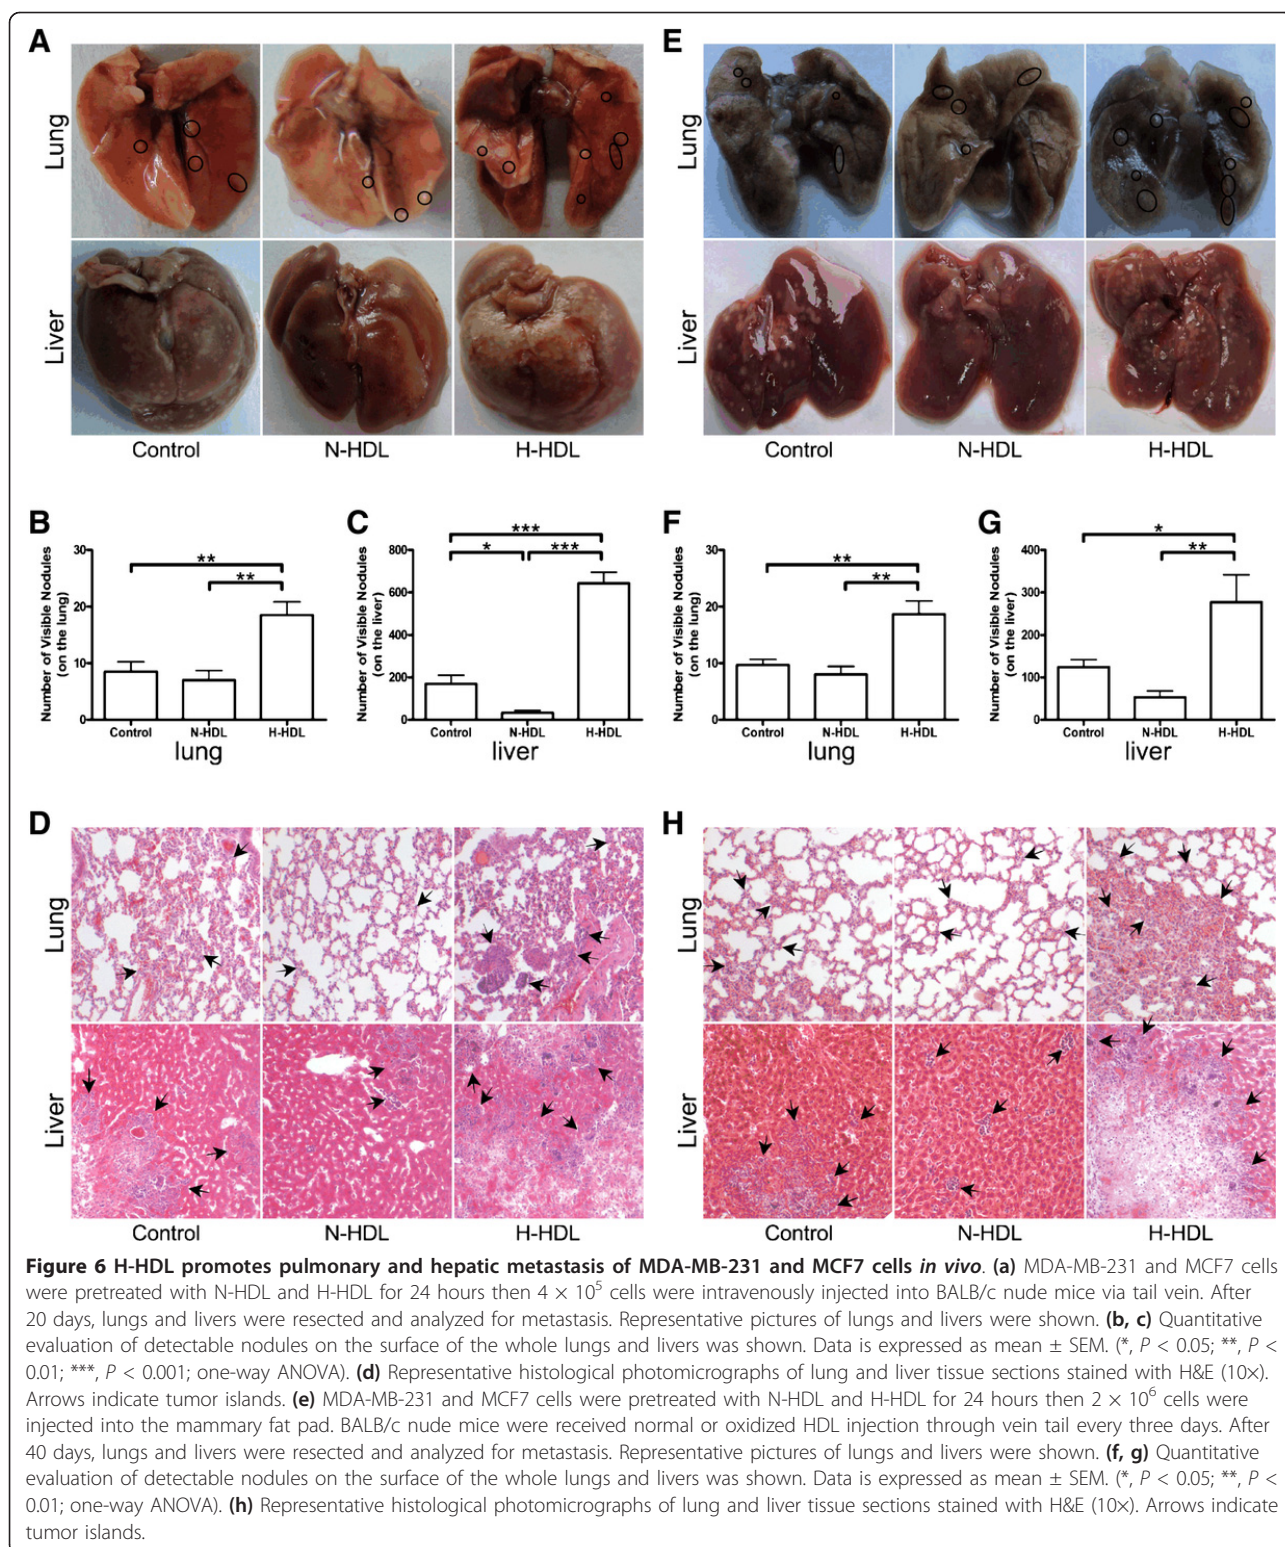 A
E
Lung
Liver
Control N-HDL H-HDL
Lung
Liver
Control N-HDL H-HDL
B
Number of Visible Nodules
(on the lung)
30
20
10
0
**
**
Control N-HDL H-HDL
lung
C
Number of Visible Nodules
(on the liver)
800
600
400
200
0
***
* ***
Control N-HDL H-HDL
liver
F
Number of Visible Nodules
(on the lung)
30
20
10
0
**
**
Control N-HDL H-HDL
lung
G
Number of Visible Nodules
(on the liver)
400
300
200
100
0
*
**
Control N-HDL H-HDL
liver
D
Lung
Liver
Control N-HDL H-HDL
H
Lung
Liver
Control N-HDL H-HDL
Figure 6 H-HDL promotes pulmonary and hepatic metastasis of MDA-MB-231 and MCF7 cells in vivo. (a) MDA-MB-231 and MCF7 cells
were pretreated with N-HDL and H-HDL for 24 hours then 4 × 10⁵ cells were intravenously injected into BALB/c nude mice via tail vein. After
20 days, lungs and livers were resected and analyzed for metastasis. Representative pictures of lungs and livers were shown. (b, c) Quantitative
evaluation of detectable nodules on the surface of the whole lungs and livers was shown. Data is expressed as mean ± SEM. (*, P < 0.05; **, P <
0.01; ***, P < 0.001; one-way ANOVA). (d) Representative histological photomicrographs of lung and liver tissue sections stained with H&E (10×).
Arrows indicate tumor islands. (e) MDA-MB-231 and MCF7 cells were pretreated with N-HDL and H-HDL for 24 hours then 2 × 10⁶ cells were
injected into the mammary fat pad. BALB/c nude mice were received normal or oxidized HDL injection through vein tail every three days. After
40 days, lungs and livers were resected and analyzed for metastasis. Representative pictures of lungs and livers were shown. (f, g) Quantitative
evaluation of detectable nodules on the surface of the whole lungs and livers was shown. Data is expressed as mean ± SEM. (*, P < 0.05; **, P <
0.01; one-way ANOVA). (h) Representative histological photomicrographs of lung and liver tissue sections stained with H&E (10×). Arrows indicate
tumor islands.